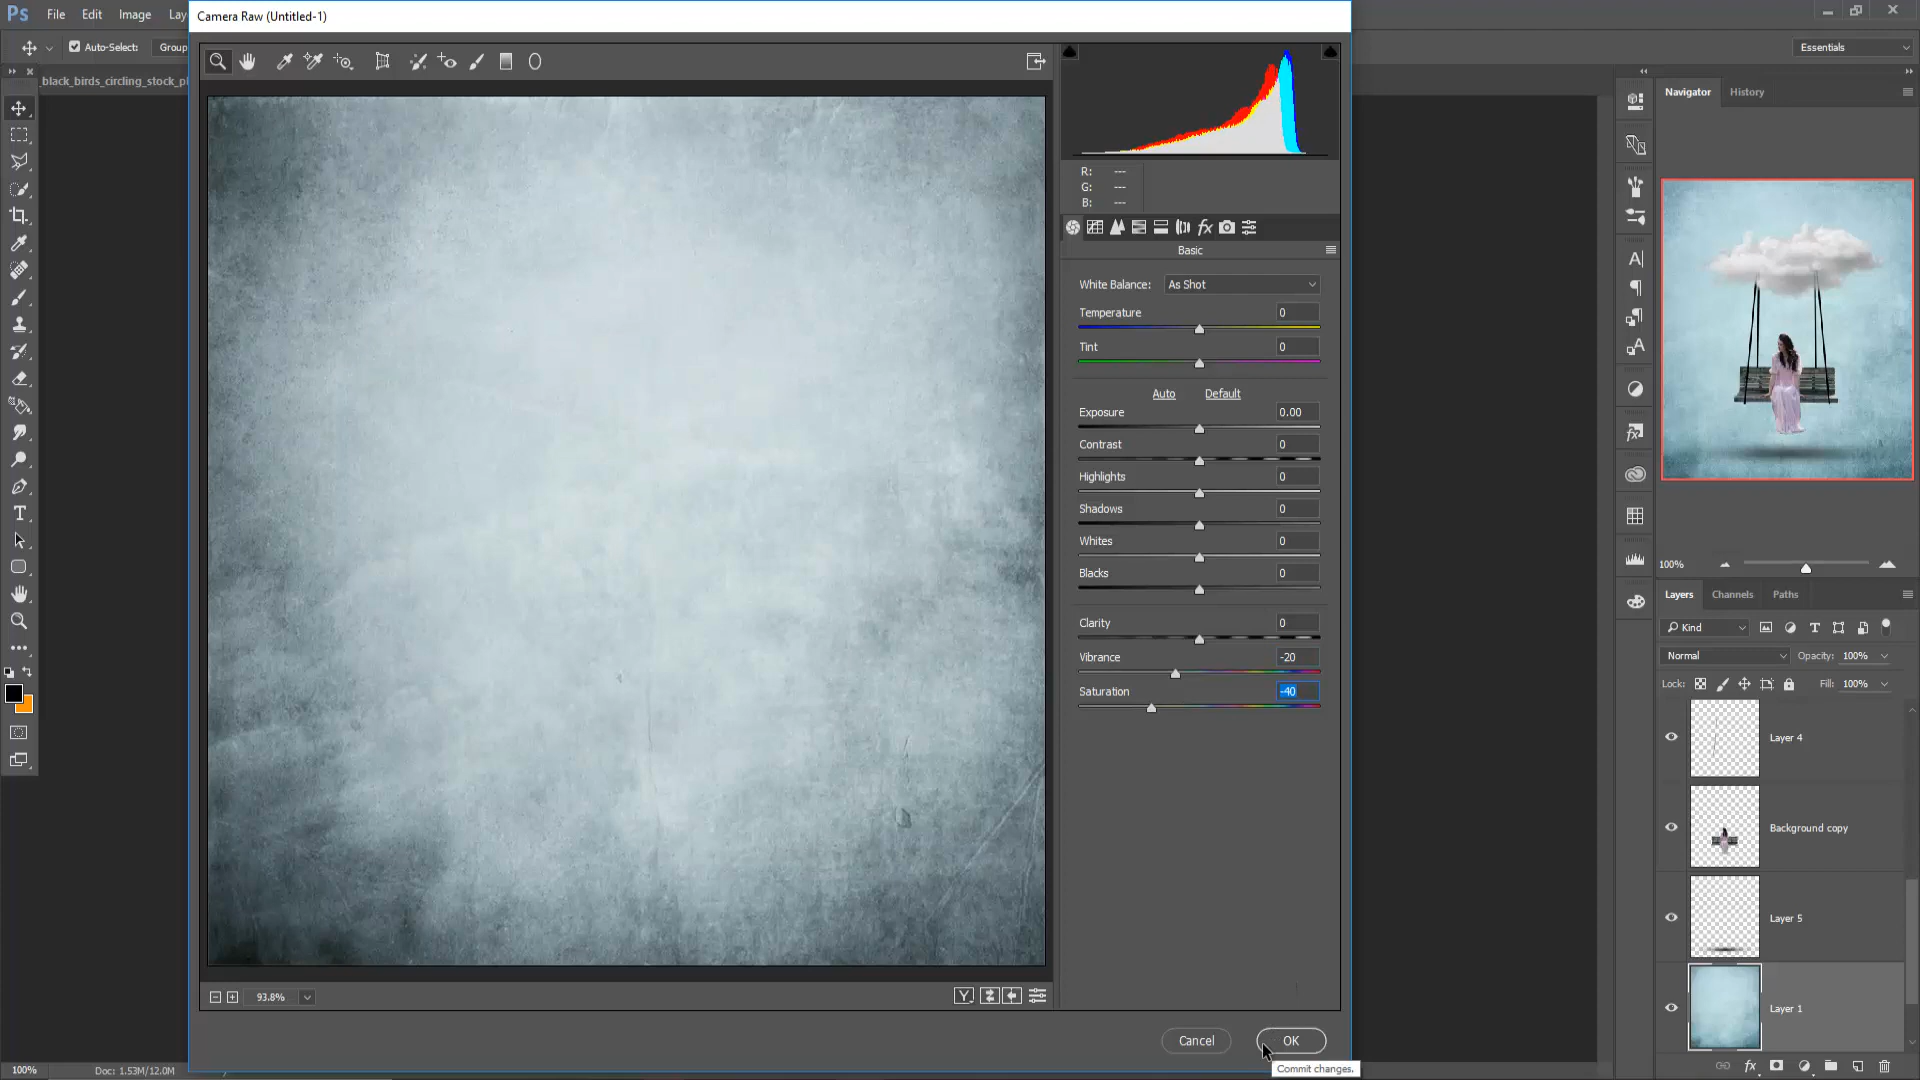 Ps File Edit Image Lay
Camera Raw (Untitled-1)
Auto-Select: Group
Essentials
_black_birds_circling_stock_pl
Navigator History
R: ---
G: ---
B: ---
Basic
White Balance: As Shot
Temperature 0
Tint 0
Auto Default
Exposure 0.00
Contrast 0
Highlights 0
Shadows 0
Whites 0
Blacks 0
Clarity 0
Vibrance -20
Saturation -40
100%
Layers Channels Paths
Kind
Normal Opacity: 100%
Lock: Fill: 100%
Layer 4
Background copy
Layer 5
Layer 1
93.8%
Cancel OK
Commit changes.
100% Doc: 1.53M/12.0M